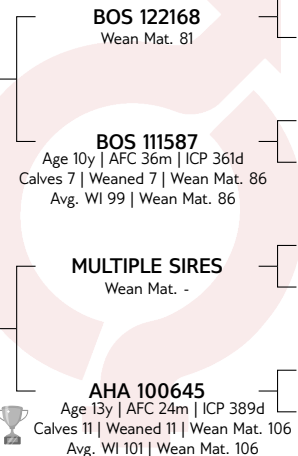 BOS 122168
Wean Mat. 81
BOS 111587
Age 10y | AFC 36m | ICP 361d
Calves 7 | Weaned 7 | Wean Mat. 86
Avg. WI 99 | Wean Mat. 86
MULTIPLE SIRES
Wean Mat. -
AHA 100645
Age 13y | AFC 24m | ICP 389d
Calves 11 | Weaned 11 | Wean Mat. 106
Avg. WI 101 | Wean Mat. 106